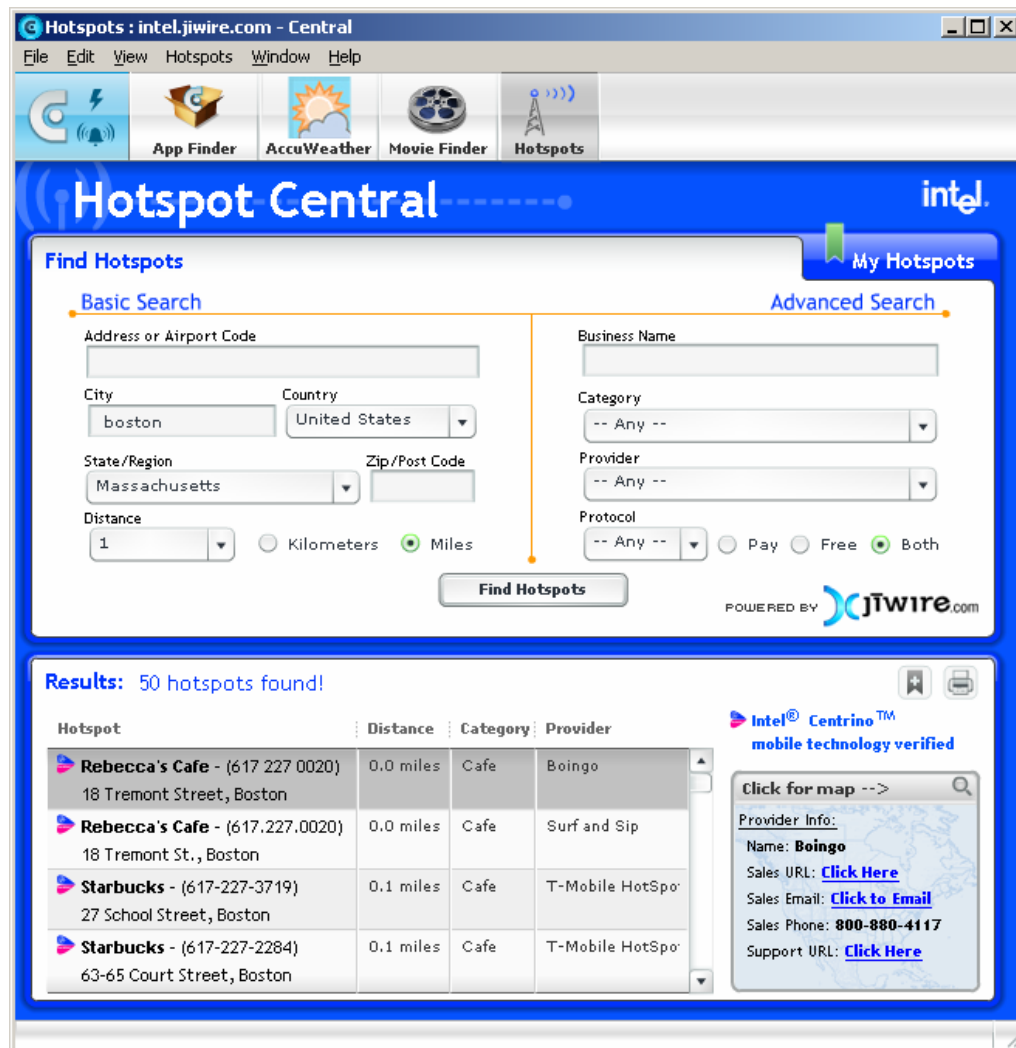 Hotspots : intel.jiwire.com - Central
File Edit View Hotspots Window Help
App Finder AccuWeather Movie Finder Hotspots
Hotspot Central
intel.
Find Hotspots
My Hotspots
Basic Search
Advanced Search
Address or Airport Code
Business Name
City Country
boston United States
Category
-- Any --
State/Region Zip/Post Code
Massachusetts
Provider
-- Any --
Distance
1 Kilometers Miles
Protocol
-- Any -- Pay Free Both
Find Hotspots
POWERED BY jiwire.com
Results: 50 hotspots found!
Hotspot Distance Category Provider
Rebecca's Cafe - (617 227 0020) 0.0 miles Cafe Boingo
18 Tremont Street, Boston
Rebecca's Cafe - (617.227.0020) 0.0 miles Cafe Surf and Sip
18 Tremont St., Boston
Starbucks - (617-227-3719) 0.1 miles Cafe T-Mobile HotSpo
27 School Street, Boston
Starbucks - (617-227-2284) 0.1 miles Cafe T-Mobile HotSpo
63-65 Court Street, Boston
Intel® Centrino™
mobile technology verified
Click for map -->
Provider Info:
Name: Boingo
Sales URL: Click Here
Sales Email: Click to Email
Sales Phone: 800-880-4117
Support URL: Click Here